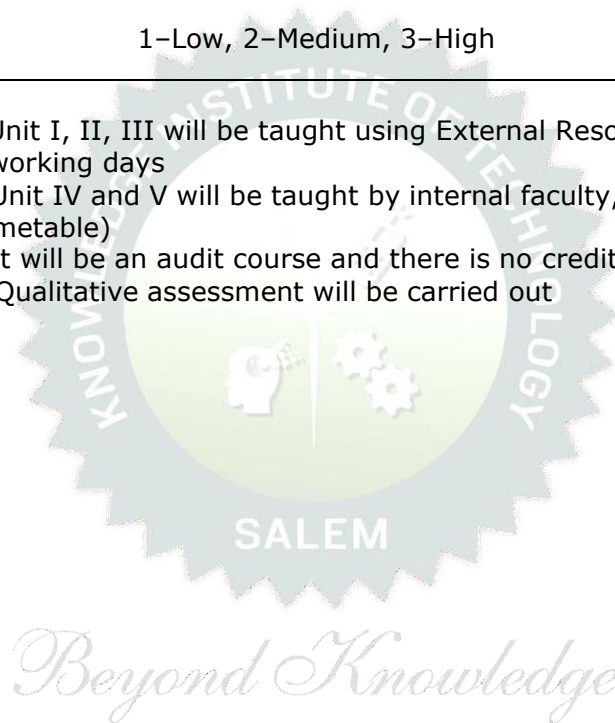 1–Low, 2–Medium, 3–High
Unit I, II, III will be taught using External Reso
working days
Unit IV and V will be taught by internal faculty,
metable)
t will be an audit course and there is no credit
Qualitative assessment will be carried out
KNOWLEDGE INSTITUTE OF TECHNOLOGY
SALEM
Beyond Knowledge